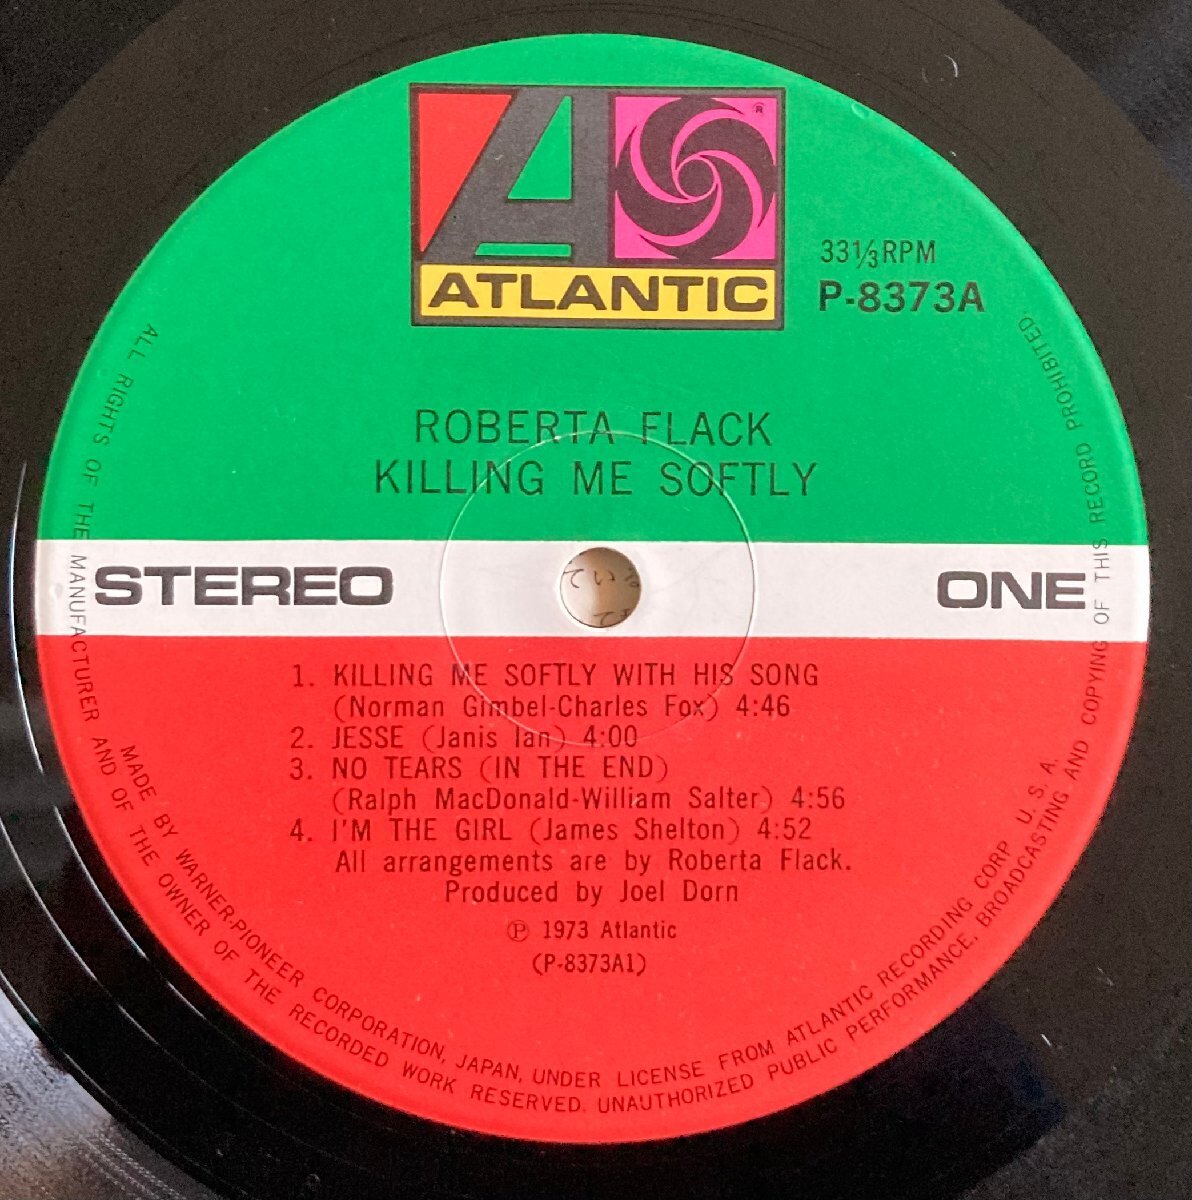 ®
ATLANTIC
33⅓RPM
P-8373A
ROBERTA FLACK
KILLING ME SOFTLY
STEREO
ONE
1. KILLING ME SOFTLY WITH HIS SONG
(Norman Gimbel-Charles Fox) 4:46
2. JESSE (Janis Ian) 4:00
3. NO TEARS (IN THE END)
(Ralph MacDonald-William Salter) 4:56
4. I'M THE GIRL (James Shelton) 4:52
All arrangements are by Roberta Flack.
Produced by Joel Dorn
℗ 1973 Atlantic
(P-8373A1)
MADE BY WARNER-PIONEER CORPORATION, JAPAN, UNDER LICENSE FROM ATLANTIC RECORDING CORP. U. S. A.
ALL RIGHTS OF THE MANUFACTURER AND OF THE OWNER OF THE RECORDED WORK RESERVED. UNAUTHORIZED PUBLIC PERFORMANCE, BROADCASTING AND COPYING OF THIS RECORD PROHIBITED.